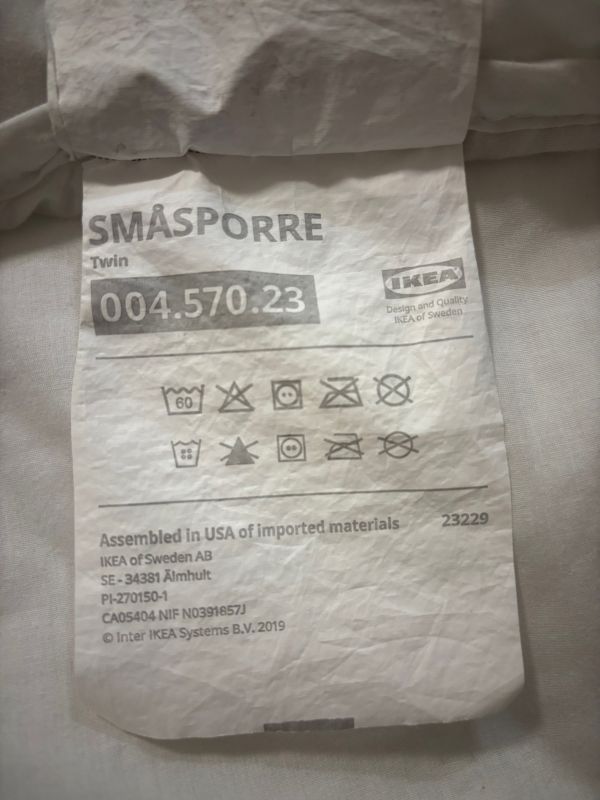 SMÅSPORRE
Twin
004.570.23
IKEA
Design and Quality
IKEA of Sweden
60
Assembled in USA of imported materials 23229
IKEA of Sweden AB
SE - 34381 Älmhult
PI-270150-1
CA05404 NIF N0391857J
© Inter IKEA Systems B.V. 2019